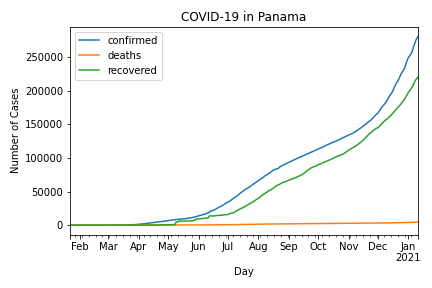 COVID-19 in Panama
confirmed
deaths
recovered
Number of Cases
250000
200000
150000
100000
50000
0
Feb Mar Apr May Jun Jul Aug Sep Oct Nov Dec Jan
2021
Day